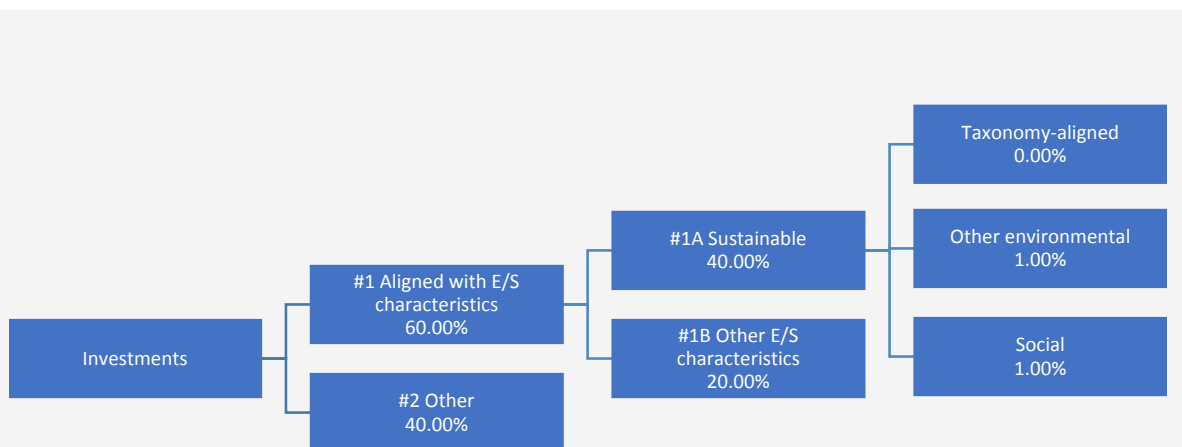 Investments
#1 Aligned with E/S
characteristics
60.00%
#2 Other
40.00%
#1A Sustainable
40.00%
#1B Other E/S
characteristics
20.00%
Taxonomy-aligned
0.00%
Other environmental
1.00%
Social
1.00%